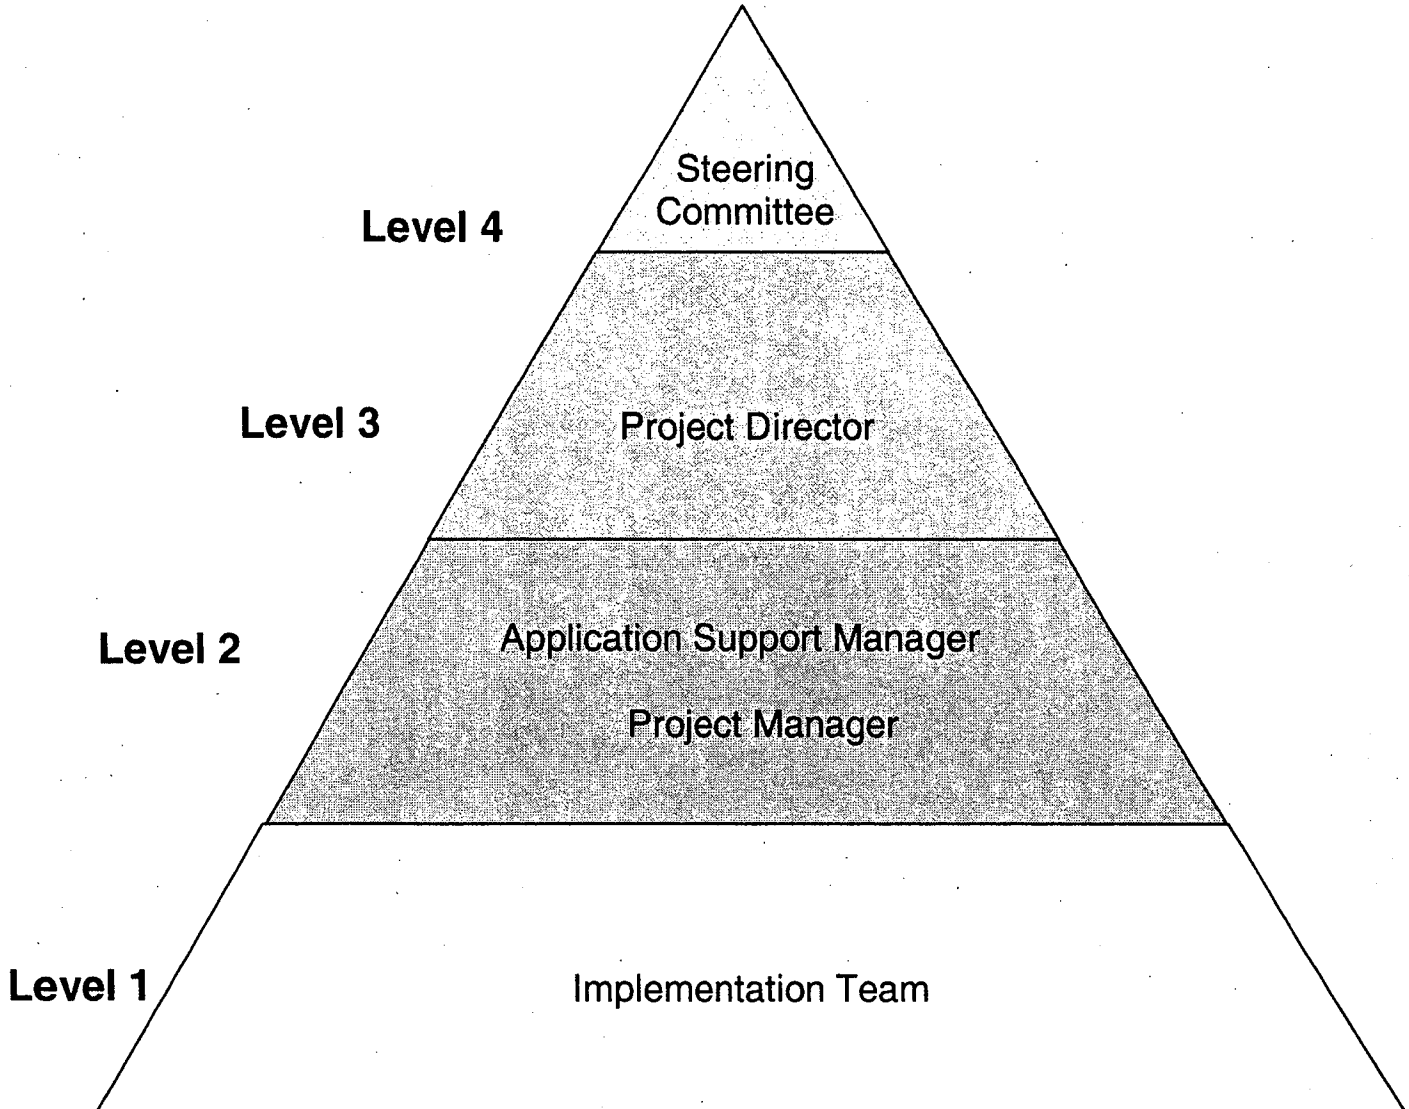 Steering
Committee
Level 4
Level 3
Project Director
Level 2
Application Support Manager
Project Manager
Level 1
Implementation Team